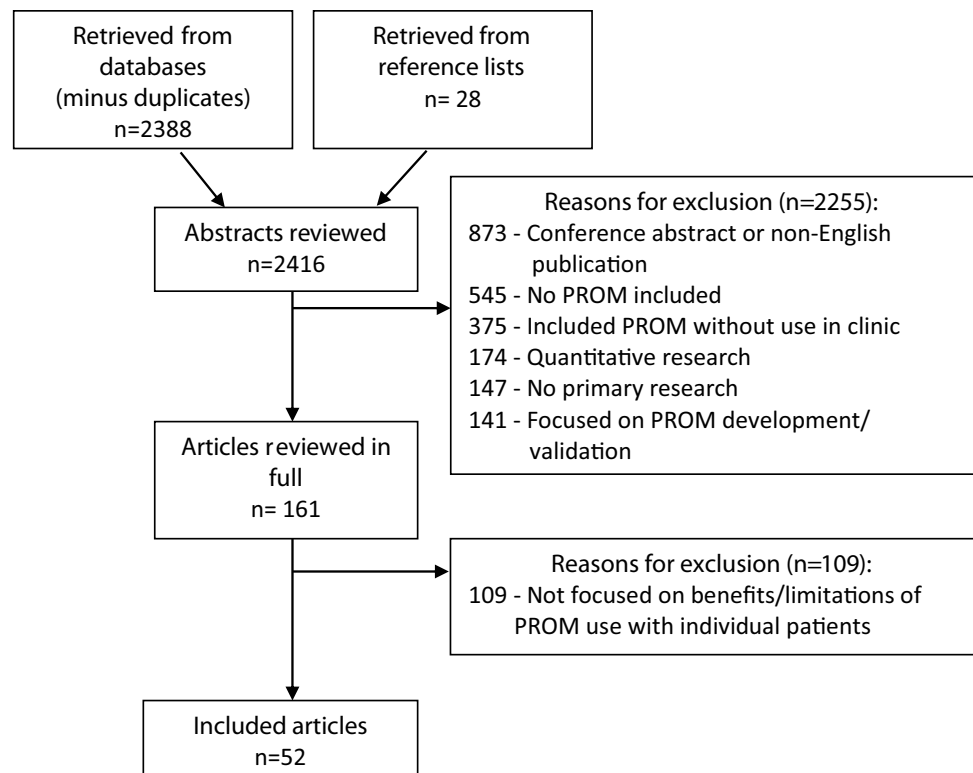 Retrieved from
databases
(minus duplicates)
n=2388
Retrieved from
reference lists
n= 28
Abstracts reviewed
n=2416
Reasons for exclusion (n=2255):
873 - Conference abstract or non-English
publication
545 - No PROM included
375 - Included PROM without use in clinic
174 - Quantitative research
147 - No primary research
141 - Focused on PROM development/
validation
Articles reviewed in
full
n= 161
Reasons for exclusion (n=109):
109 - Not focused on benefits/limitations of
PROM use with individual patients
Included articles
n=52